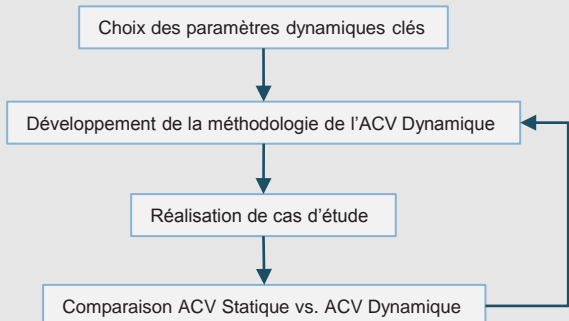 Choix des paramètres dynamiques clés
Développement de la méthodologie de l’ACV Dynamique
Réalisation de cas d’étude
Comparaison ACV Statique vs. ACV Dynamique